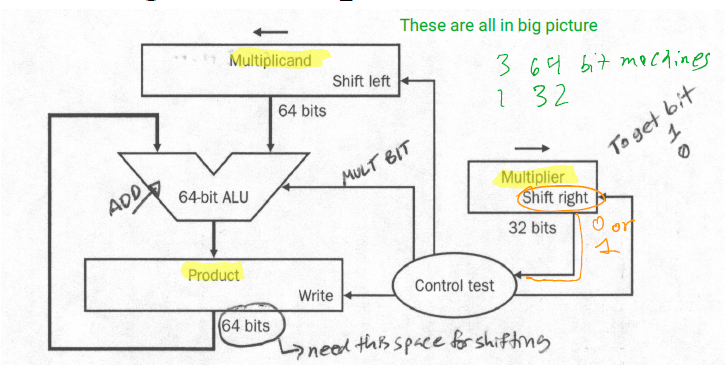 These are all in big picture
3 64 bit machines
1 32
Multiplicand
Shift left
64 bits
To get bit
1
0
MULT BIT
ADD
64-bit ALU
Multiplier
Shift right
32 bits
0 or
1
Product
Write
Control test
64 bits
need this space for shifting